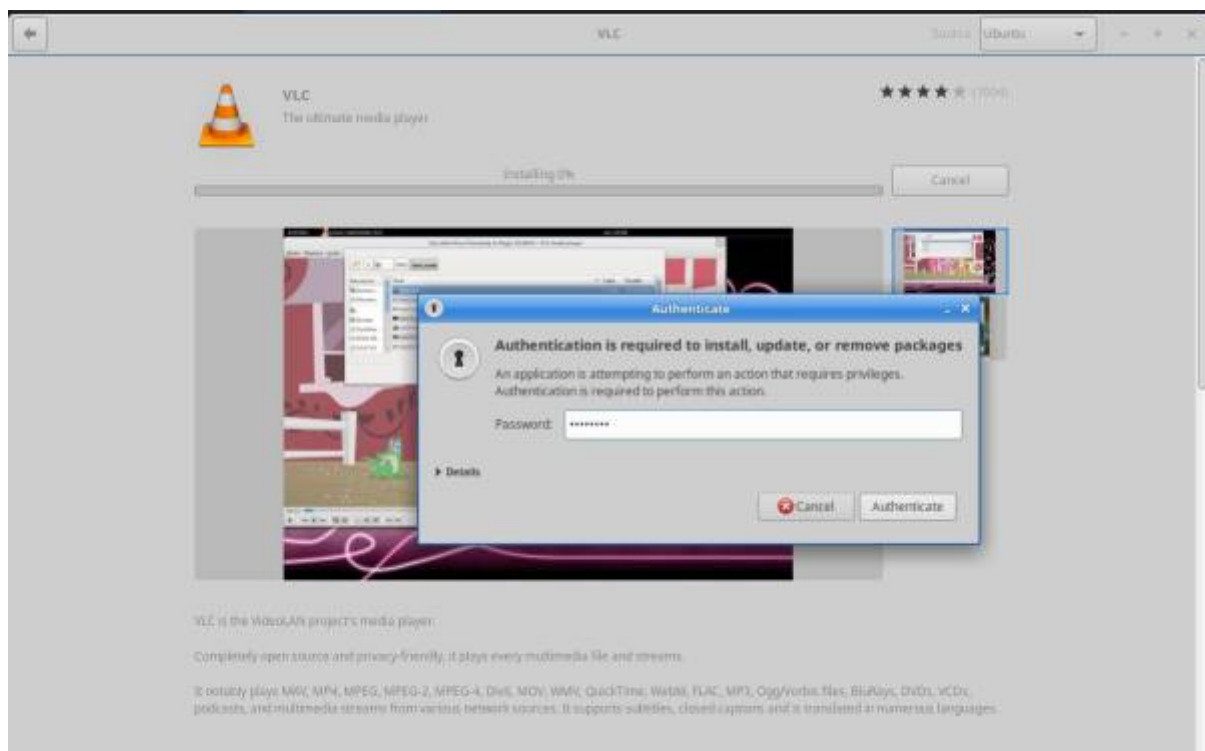 VLC
Source Ubuntu
VLC
The ultimate media player
Installing 0%
Cancel
Authenticate
Authentication is required to install, update, or remove packages
An application is attempting to perform an action that requires privileges.
Authentication is required to perform this action.
Password:
Details
Cancel
Authenticate
VLC is the VideoLAN project's media player.
Completely open source and privacy-friendly, it plays every multimedia file and streams.
It notably plays MKV, MP4, MPEG, MPEG-2, MPEG-4, DivX, MOV, WMV, QuickTime, WebM, FLAC, MP3, Ogg/Vorbis files, BluRays, DVDs, VCDs,
podcasts, and multimedia streams from various network sources. It supports subtitles, closed captions and is translated in numerous languages.